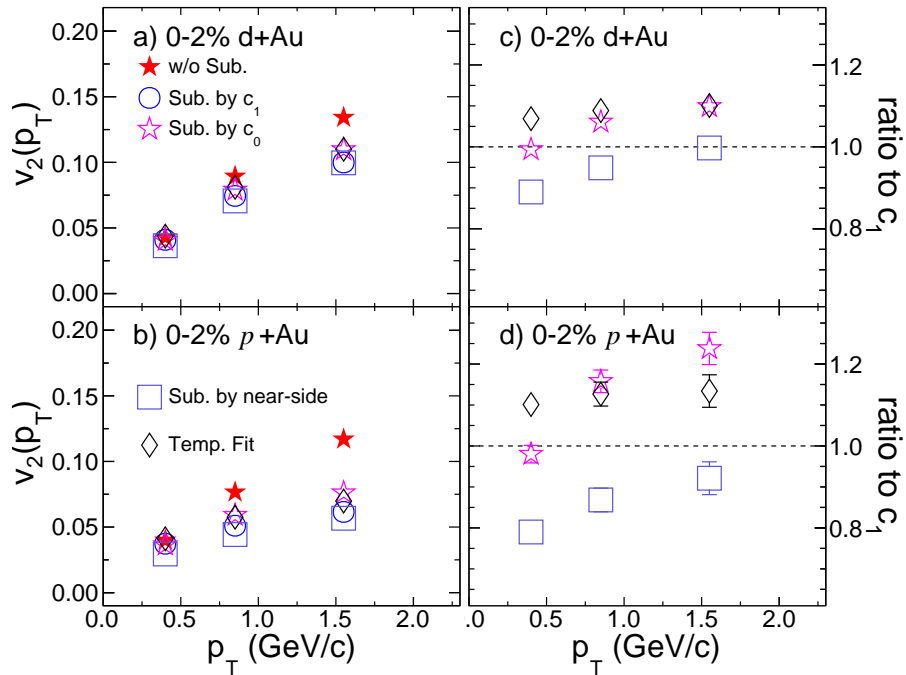 a) 0-2% d+Au
w/o Sub.
Sub. by c1
Sub. by c0
v2(pT)
0.20
0.15
0.10
0.05
0.00
c) 0-2% d+Au
1.2
1.0
0.8
ratio to c1
b) 0-2% p+Au
Sub. by near-side
Temp. Fit
v2(pT)
0.20
0.15
0.10
0.05
0.00
0.0 0.5 1.0 1.5 2.0
pT (GeV/c)
d) 0-2% p+Au
1.2
1.0
0.8
ratio to c1
.0 0.5 1.0 1.5 2.0
pT (GeV/c)